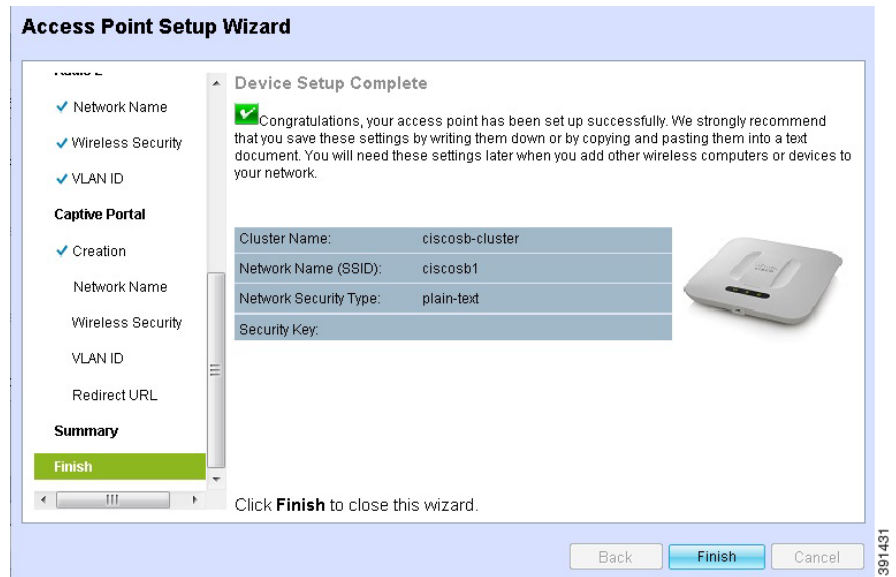 Access Point Setup Wizard
Network Name
Wireless Security
VLAN ID
Captive Portal
Creation
Network Name
Wireless Security
VLAN ID
Redirect URL
Summary
Finish
Device Setup Complete
Congratulations, your access point has been set up successfully. We strongly recommend
that you save these settings by writing them down or by copying and pasting them into a text
document. You will need these settings later when you add other wireless computers or devices to
your network.
Cluster Name: ciscosb-cluster
Network Name (SSID): ciscosb1
Network Security Type: plain-text
Security Key:
Click Finish to close this wizard.
Back Finish Cancel
391431